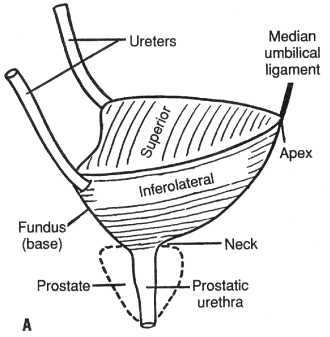 Ureters
Median
umbilical
ligament
Superior
Apex
Inferolateral
Fundus
(base)
Neck
Prostate
Prostatic
urethra
A